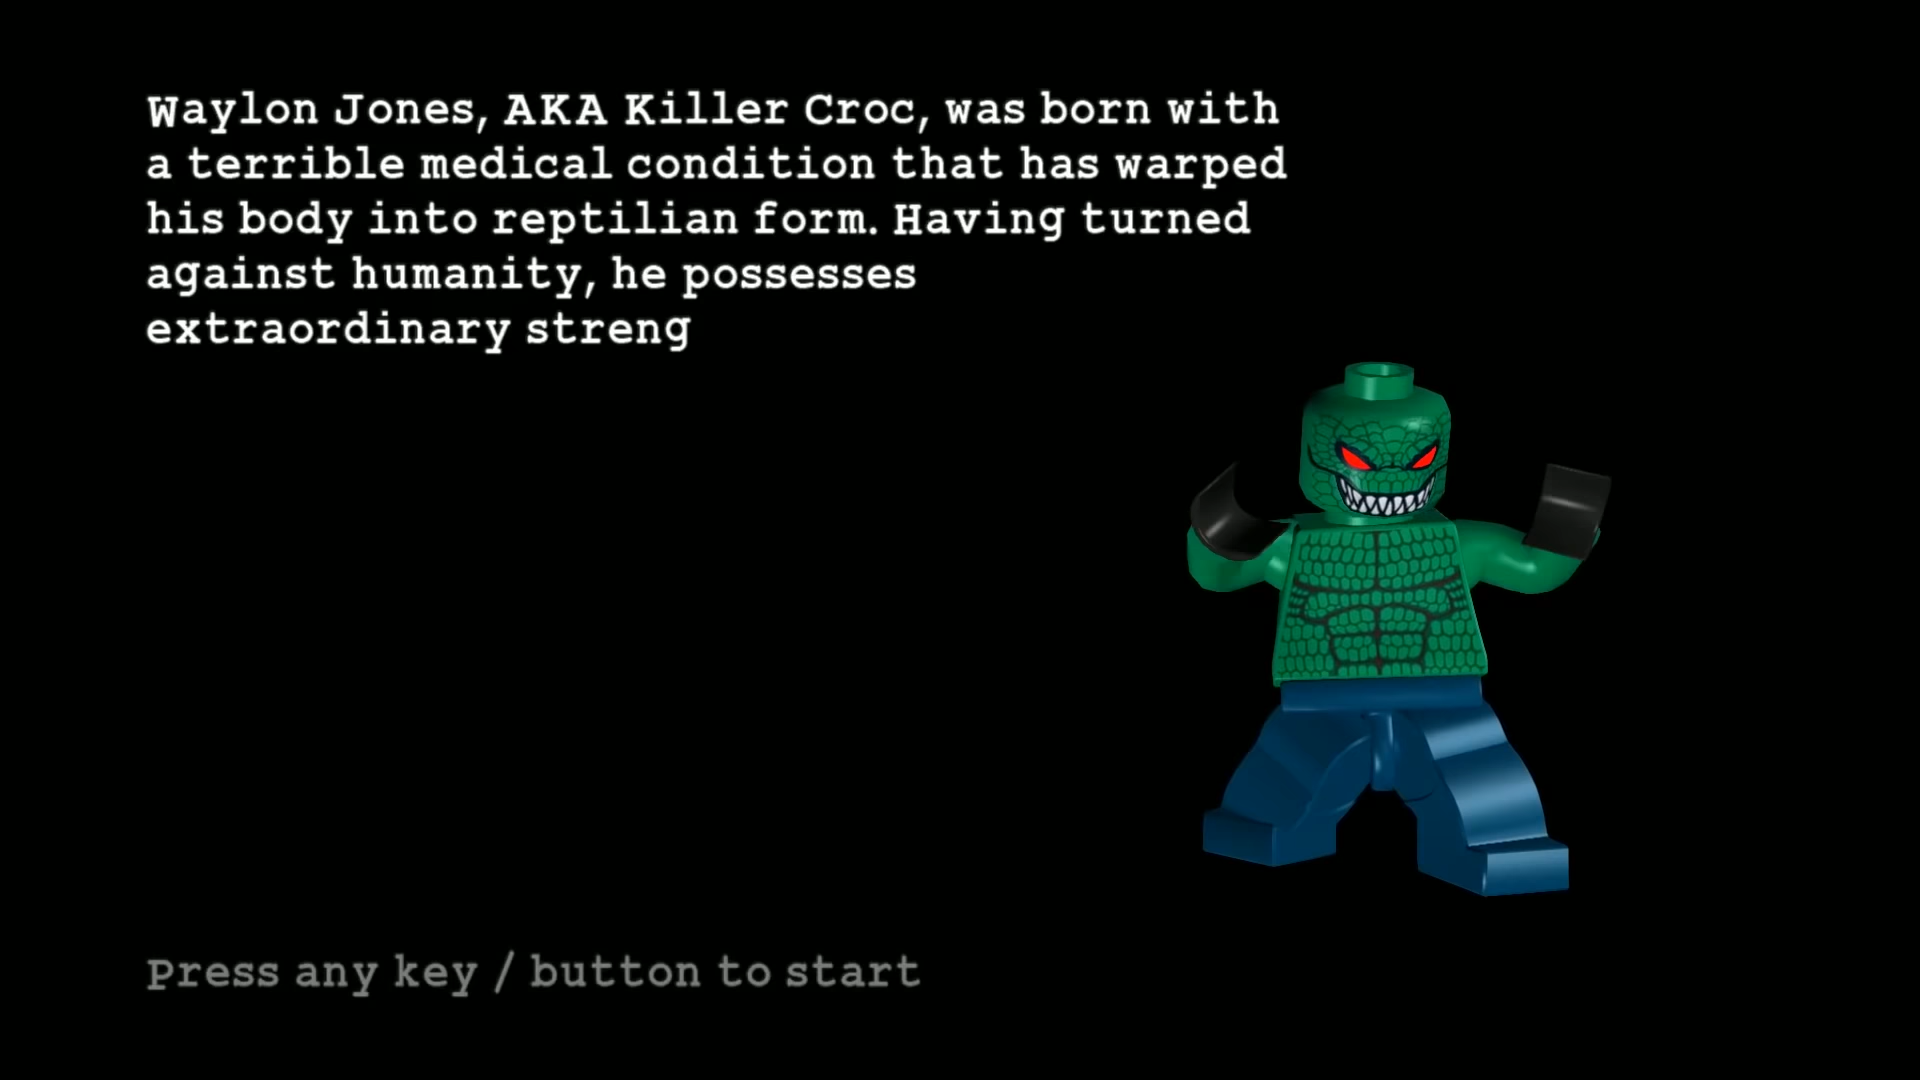 Waylon Jones, AKA Killer Croc, was born with
a terrible medical condition that has warped
his body into reptilian form. Having turned
against humanity, he possesses
extraordinary streng
Press any key / button to start